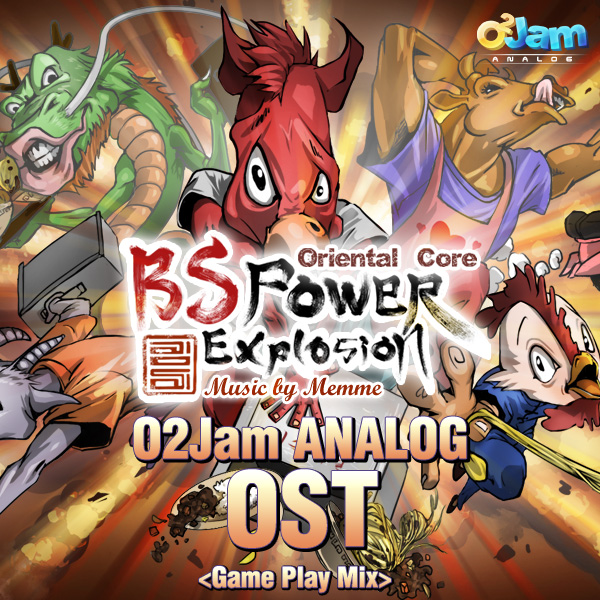 O2Jam
ANALOG
Oriental Core
BS POWER
Explosion
Music by Memme
O2Jam ANALOG
OST
<Game Play Mix>